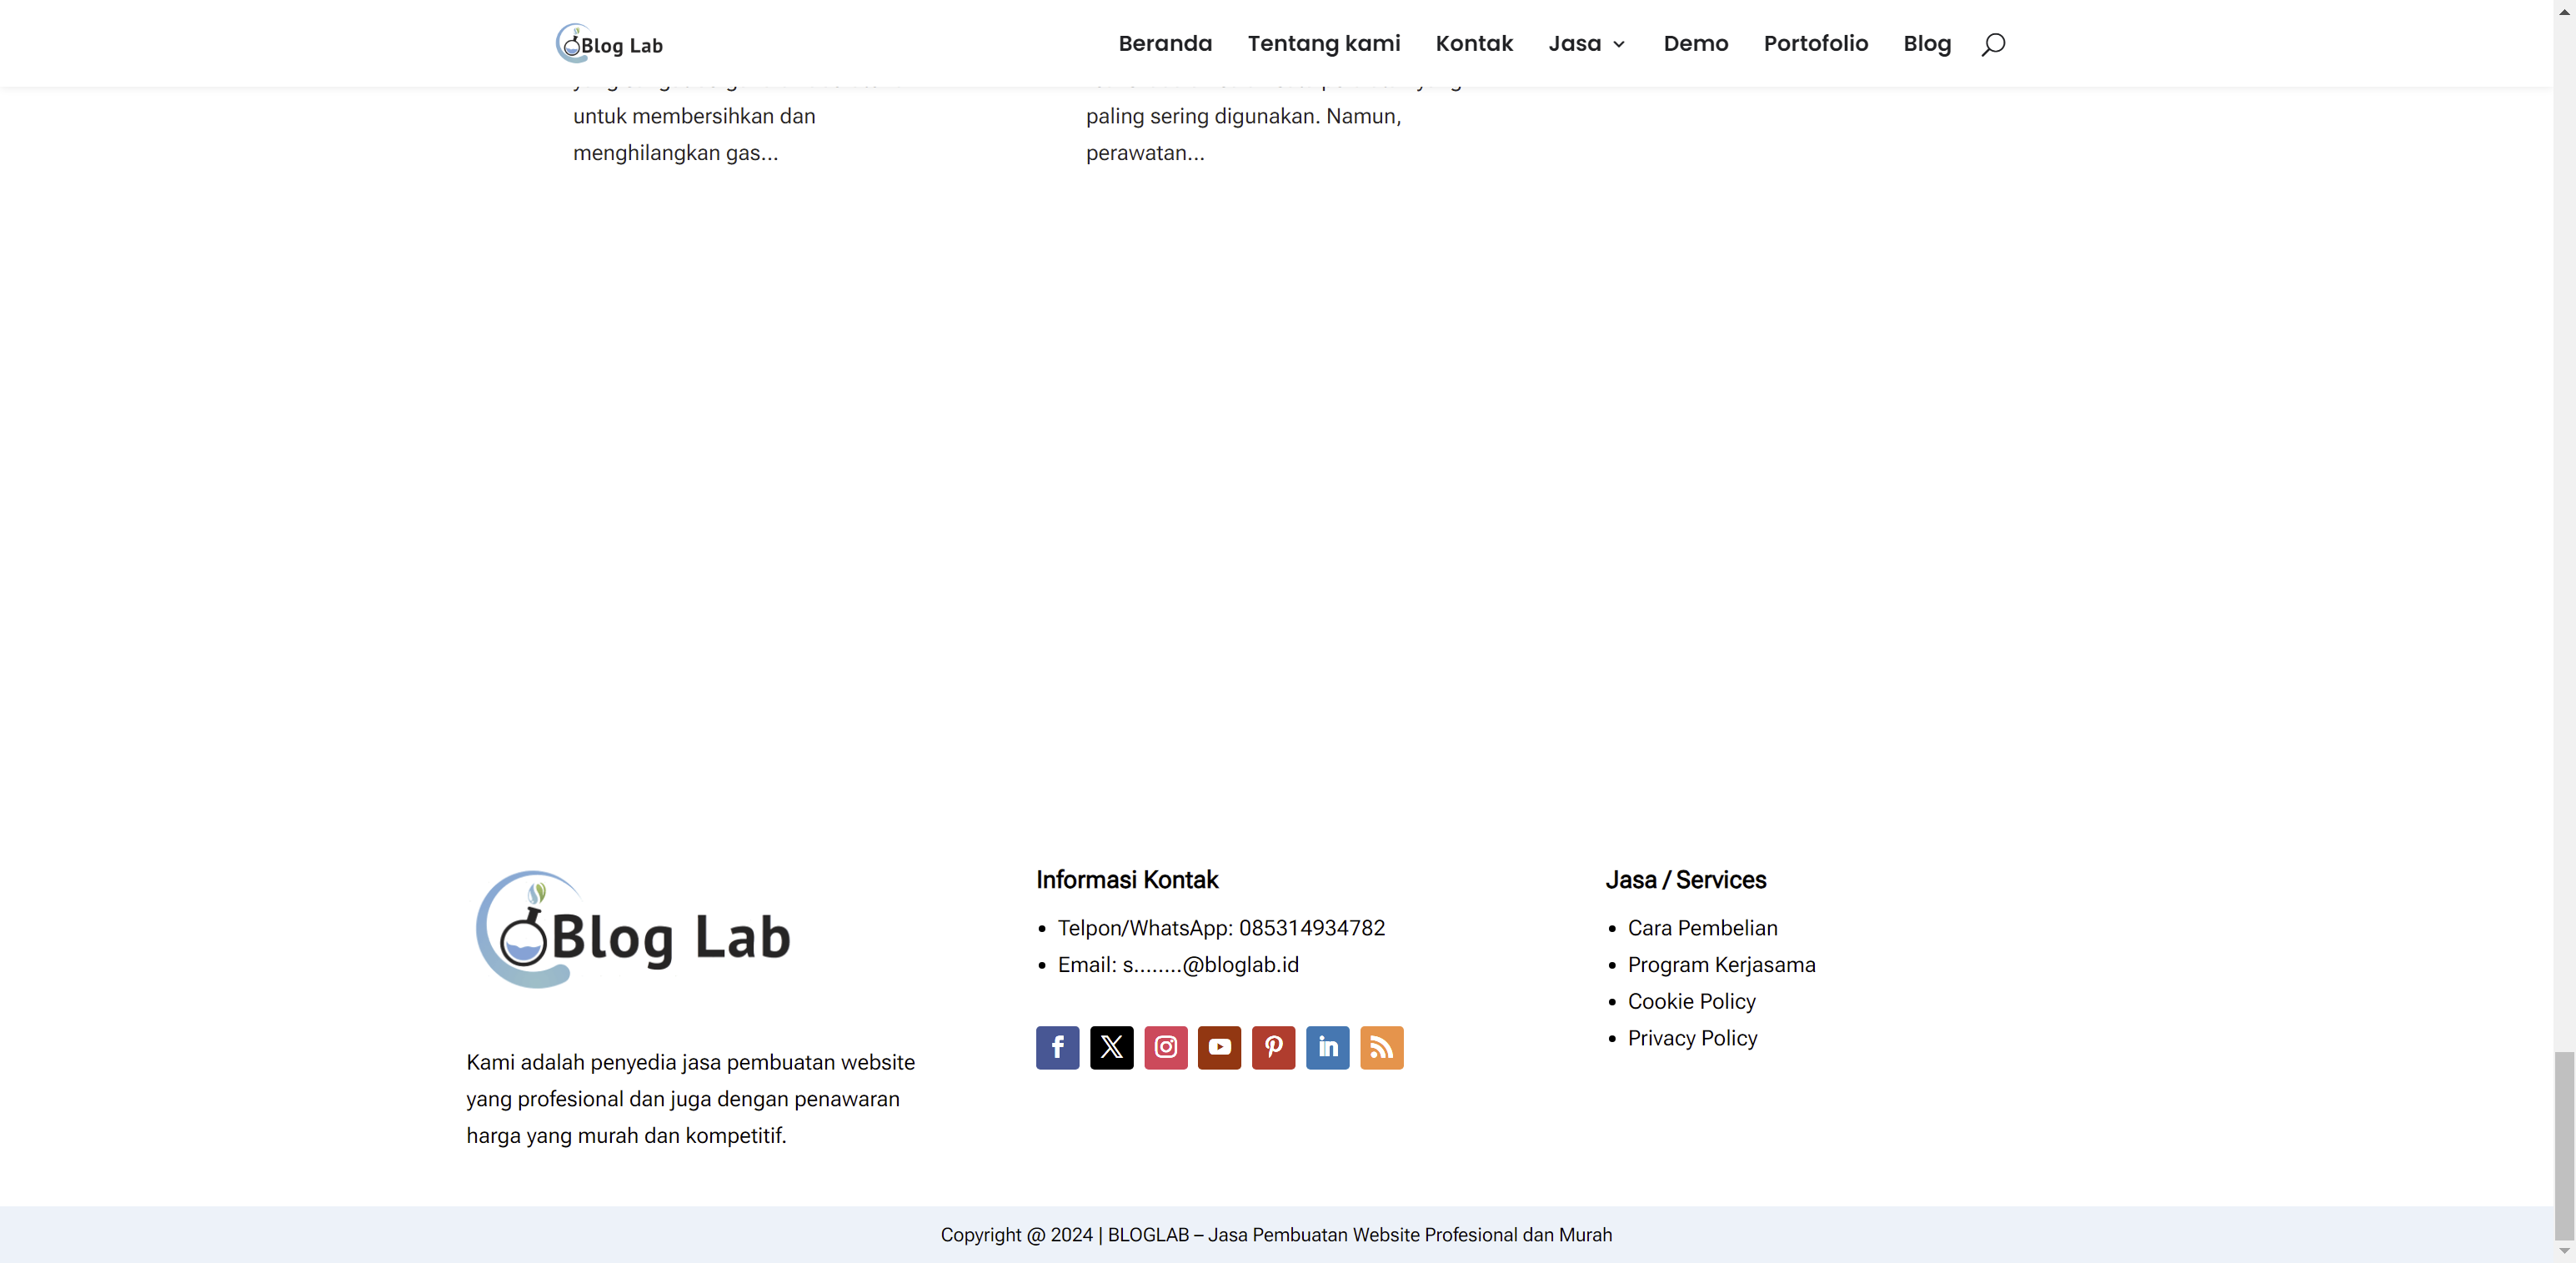 Blog Lab
Beranda
Tentang kami
Kontak
Jasa
Demo
Portofolio
Blog
untuk membersihkan dan
menghilangkan gas...
paling sering digunakan. Namun,
perawatan...
Blog Lab
Kami adalah penyedia jasa pembuatan website
yang profesional dan juga dengan penawaran
harga yang murah dan kompetitif.
Informasi Kontak
Telpon/WhatsApp: 085314934782
Email: s........@bloglab.id
Jasa / Services
Cara Pembelian
Program Kerjasama
Cookie Policy
Privacy Policy
Copyright @ 2024 | BLOGLAB – Jasa Pembuatan Website Profesional dan Murah